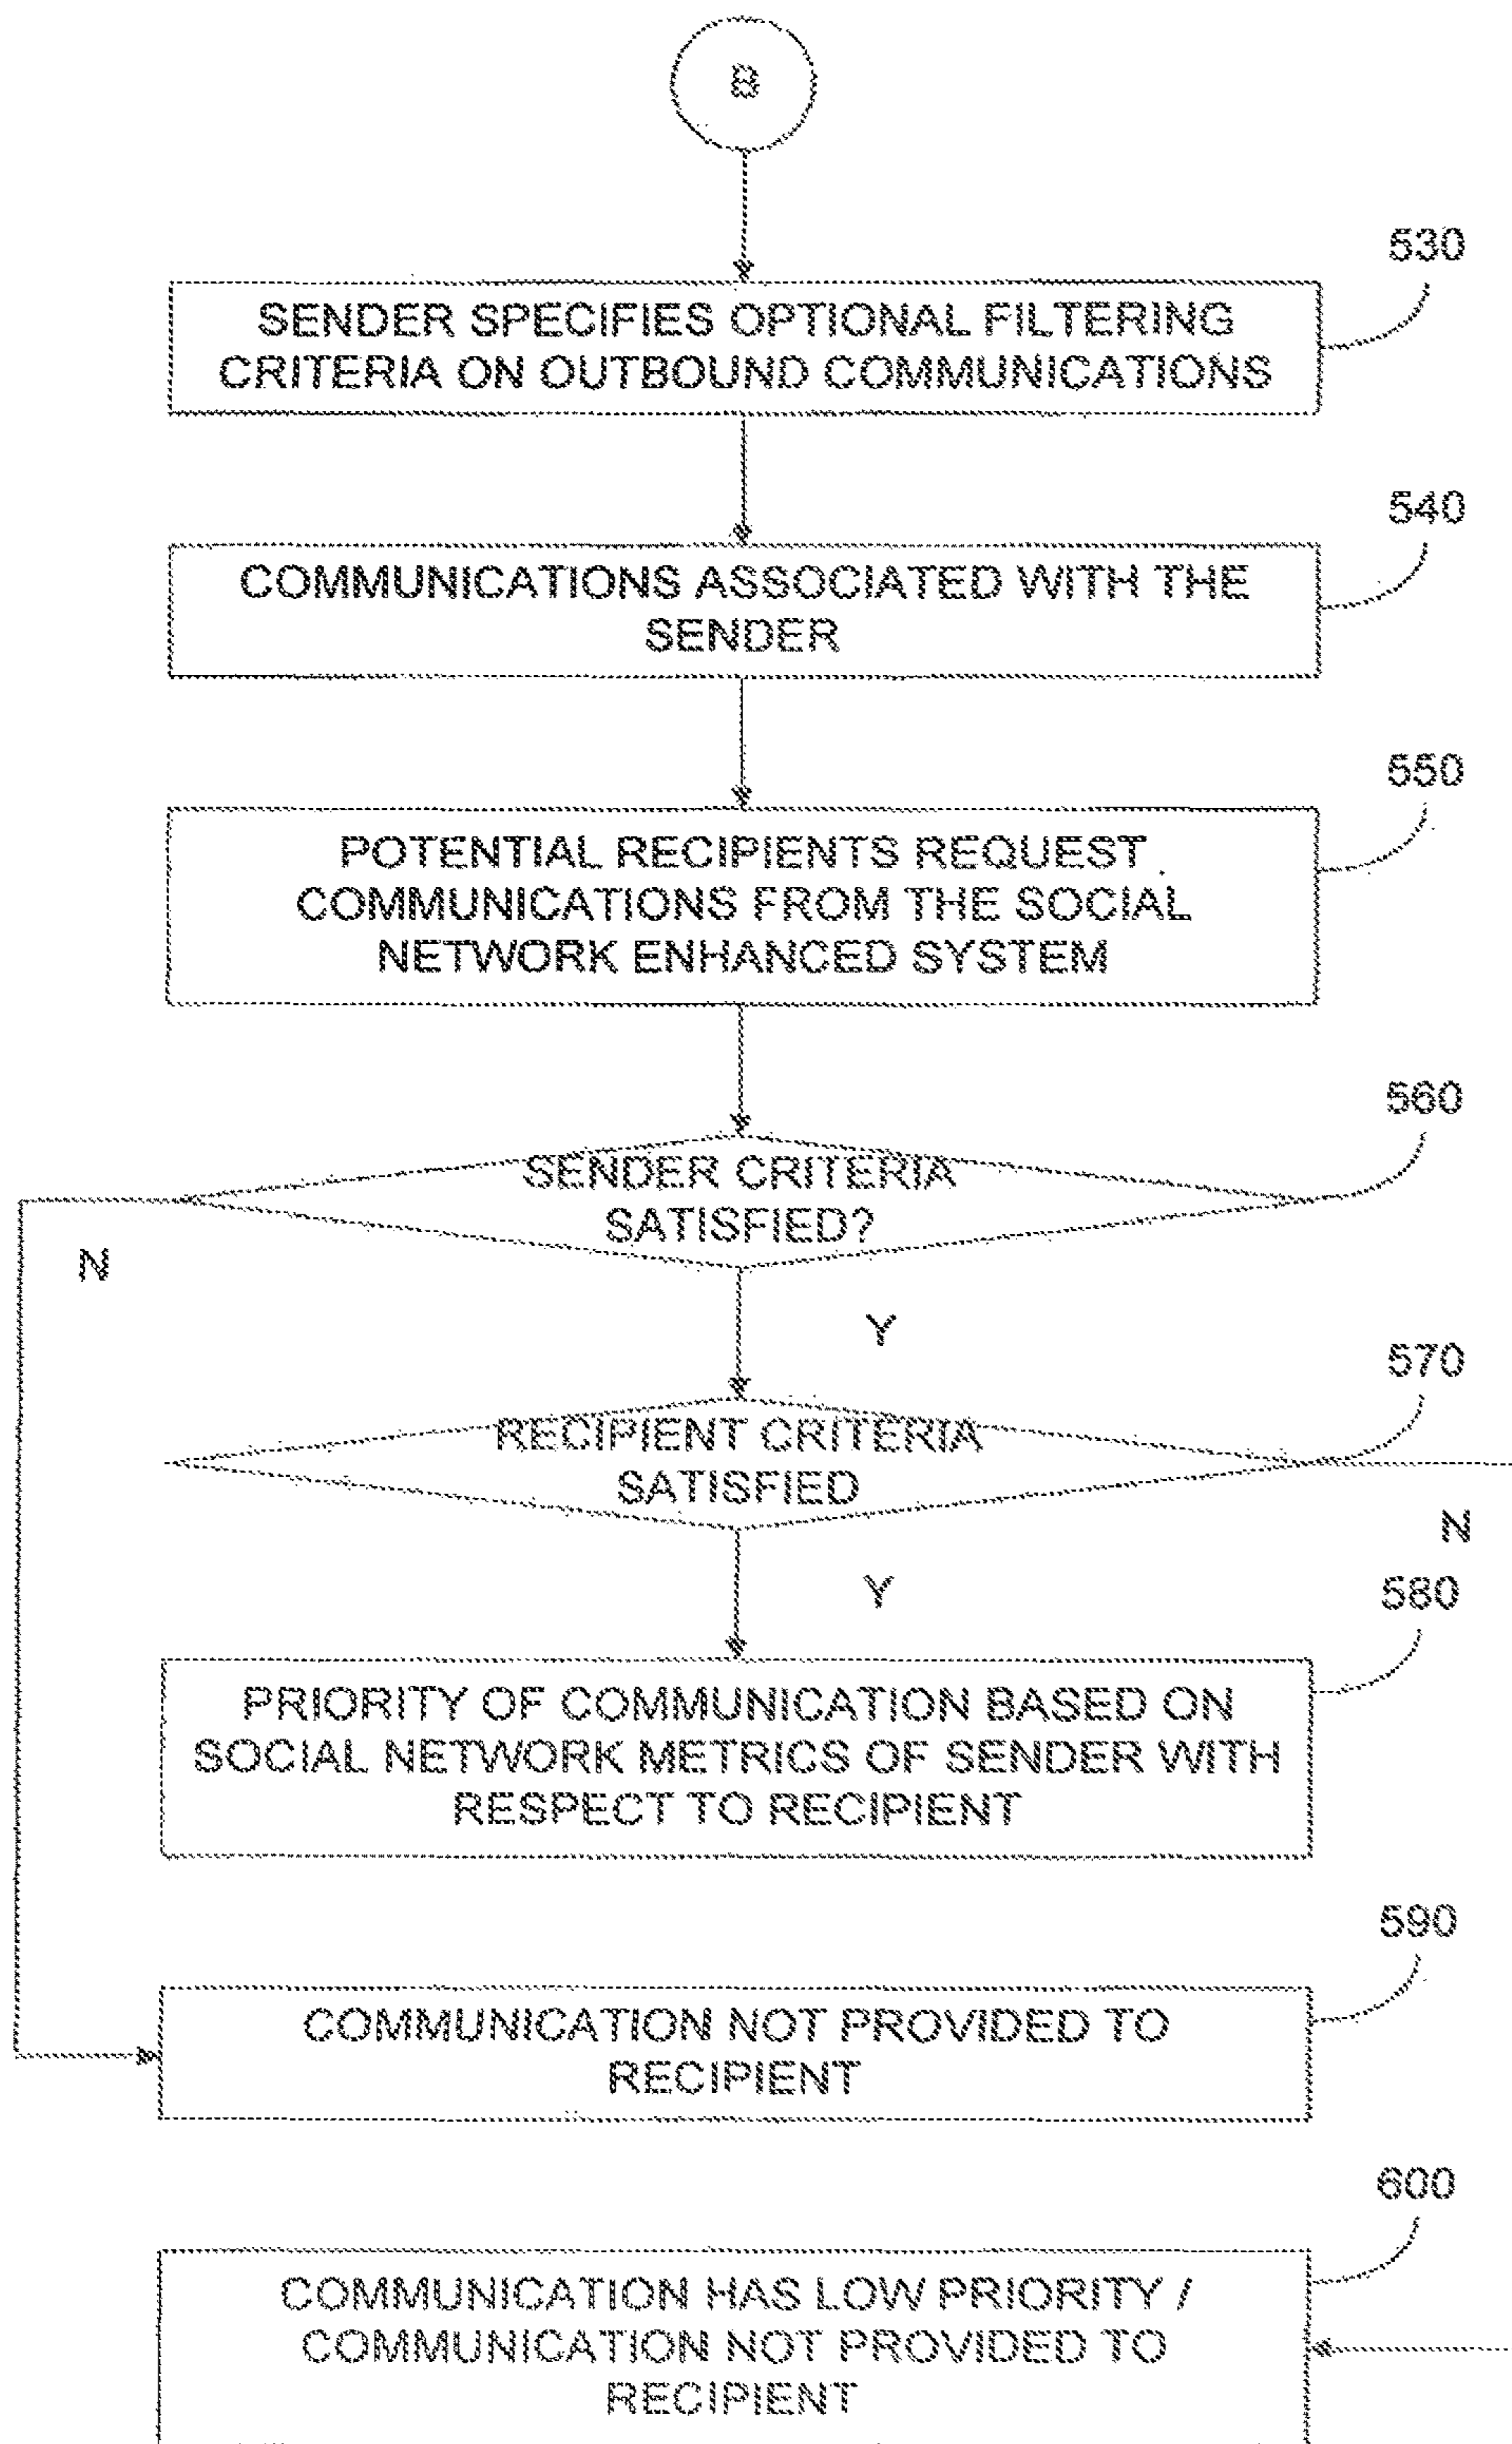 B
530
SENDER SPECIFIES OPTIONAL FILTERING
CRITERIA ON OUTBOUND COMMUNICATIONS
540
COMMUNICATIONS ASSOCIATED WITH THE
SENDER
550
POTENTIAL RECIPIENTS REQUEST
COMMUNICATIONS FROM THE SOCIAL
NETWORK ENHANCED SYSTEM
560
SENDER CRITERIA
SATISFIED?
N
Y
570
RECIPIENT CRITERIA
SATISFIED
N
Y
580
PRIORITY OF COMMUNICATION BASED ON
SOCIAL NETWORK METRICS OF SENDER WITH
RESPECT TO RECIPIENT
590
COMMUNICATION NOT PROVIDED TO
RECIPIENT
600
COMMUNICATION HAS LOW PRIORITY /
COMMUNICATION NOT PROVIDED TO
RECIPIENT